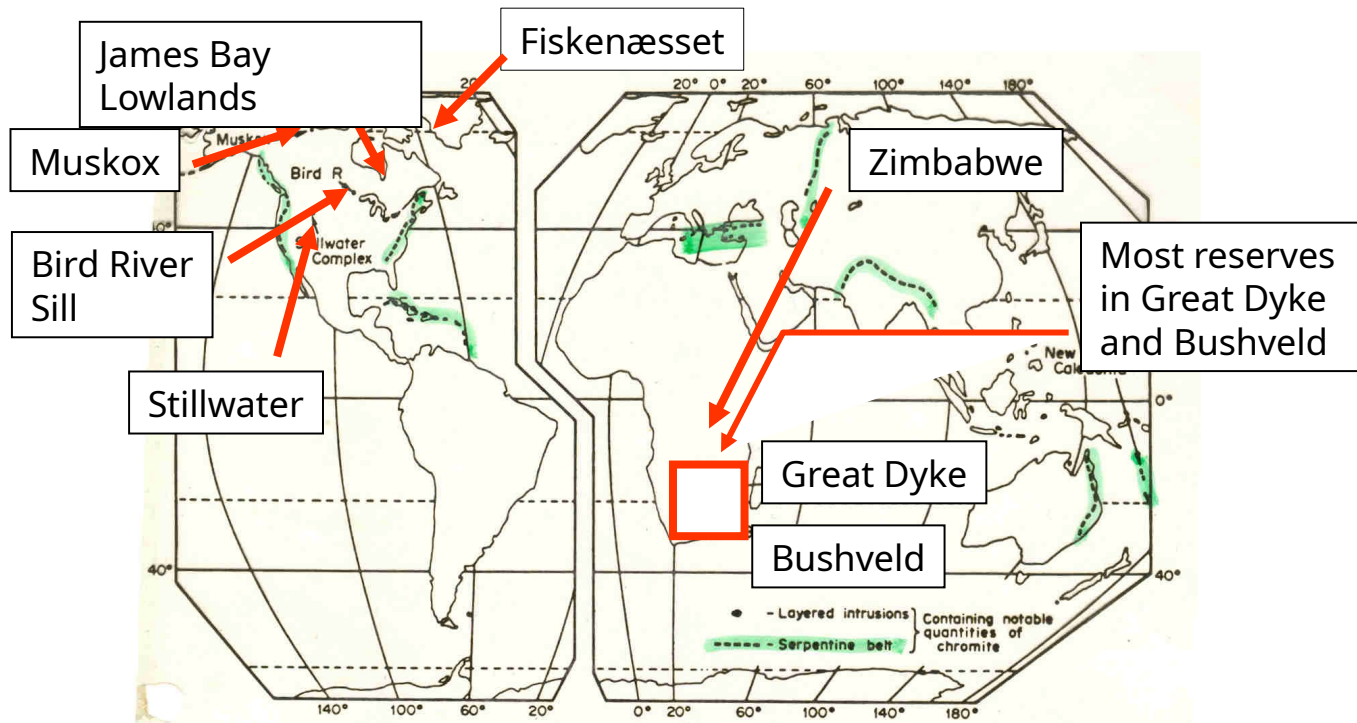 James Bay
Lowlands
Fiskenæsset
20° 0° 20° 60° 100° 140° 180°
Muskox
Bird R
Zimbabwe
Bird River
Sill
Complex
Most reserves
in Great Dyke
and Bushveld
New
Stillwater
0°
Great Dyke
Bushveld
40°
40°
- Layered intrusions
- Serpentine belt
Containing notable
quantities of
chromite
140° 100° 60° 20° 0° 20° 60° 100° 140° 180°